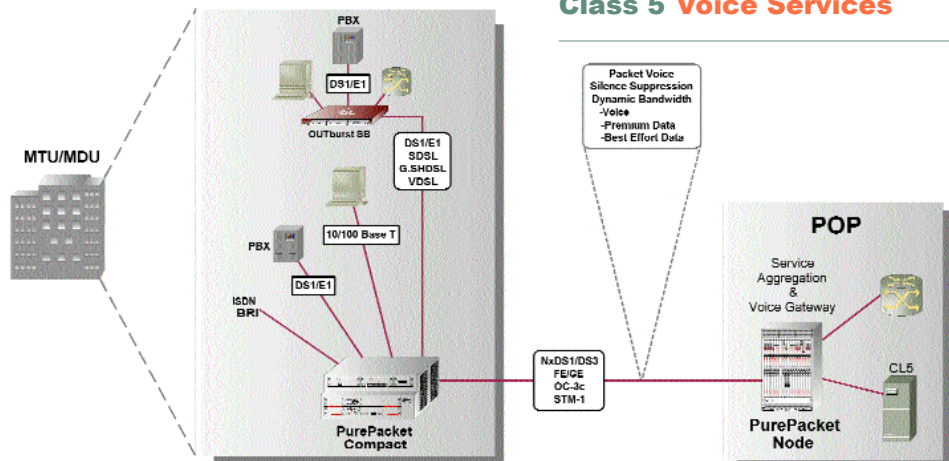 Class 5 Voice Services
PBX
DS1/E1
OUTburst BB
DS1/E1
SDSL
G.SHDSL
VDSL
MTU/MDU
10/100 Base T
PBX
DS1/E1
ISDN
BRI
PurePacket
Compact
Packet Voice
Silence Suppression
Dynamic Bandwidth
-Voice
-Premium Data
-Best Effort Data
NxDS1/DS3
FE/GE
OC-3c
STM-1
POP
Service
Aggregation
&
Voice Gateway
CL5
PurePacket
Node